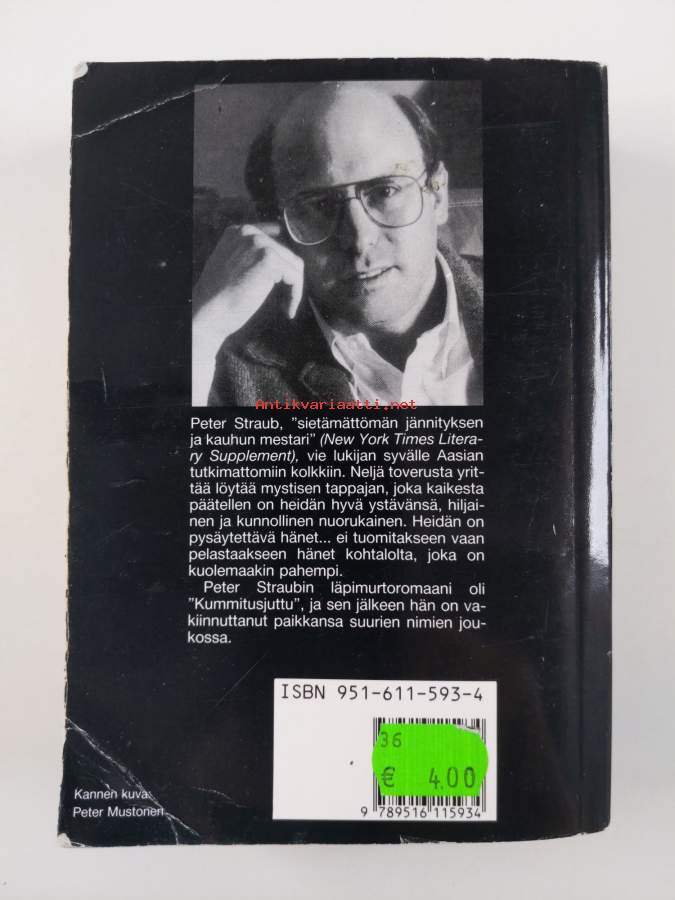 Antikvariaatti.net
Peter Straub, ”sietämättömän jännityksen
ja kauhun mestari” (New York Times Litera-
ry Supplement), vie lukijan syvälle Aasian
tutkimattomiin kolkkiin. Neljä toverusta yrit-
tää löytää mystisen tappajan, joka kaikesta
päätellen on heidän hyvä ystävänsä, hiljai-
nen ja kunnollinen nuorukainen. Heidän on
pysäytettävä hänet... ei tuomitakseen vaan
pelastaakseen hänet kohtalolta, joka on
kuolemaakin pahempi.
Peter Straubin läpimurtoromaani oli
”Kummitusjuttu”, ja sen jälkeen hän on va-
kiinnuttanut paikkansa suurien nimien jou-
kossa.
ISBN 951-611-593-4
36
€ 4.00
9 789516 115934
Kannen kuva:
Peter Mustonen